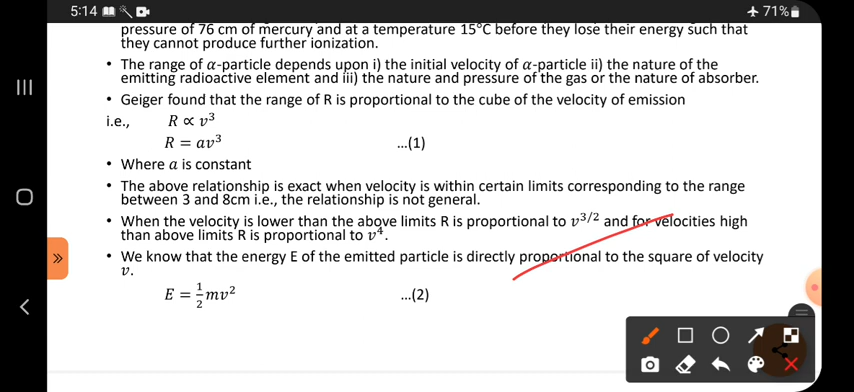 5:14
71%
pressure of 76 cm of mercury and at a temperature 15°C before they lose their energy such that
they cannot produce further ionization.
• The range of α-particle depends upon i) the initial velocity of α-particle ii) the nature of the
emitting radioactive element and iii) the nature and pressure of the gas or the nature of absorber.
• Geiger found that the range of R is proportional to the cube of the velocity of emission
i.e., R ∝ v³
R = av³ ...(1)
• Where a is constant
• The above relationship is exact when velocity is within certain limits corresponding to the range
between 3 and 8cm i.e., the relationship is not general.
• When the velocity is lower than the above limits R is proportional to v^{3/2} and for velocities high
than above limits R is proportional to v⁴.
• We know that the energy E of the emitted particle is directly proportional to the square of velocity
v.
E = \frac{1}{2}mv² ...(2)